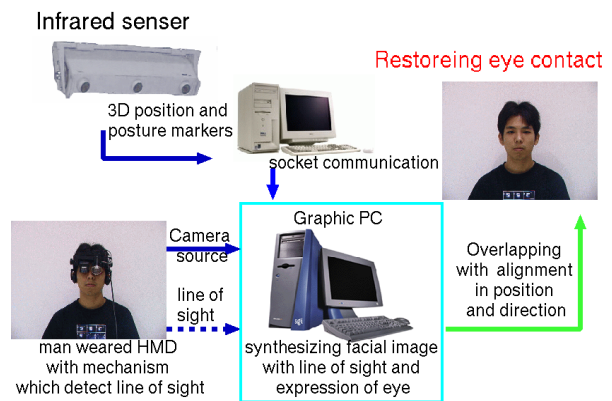 Infrared senser
Restoreing eye contact
3D position and
posture markers
socket communication
Graphic PC
Camera
source
line of
sight
Overlapping
with alignment
in position
and direction
man weared HMD
with mechanism
which detect line of sight
synthesizing facial image
with line of sight and
expression of eye